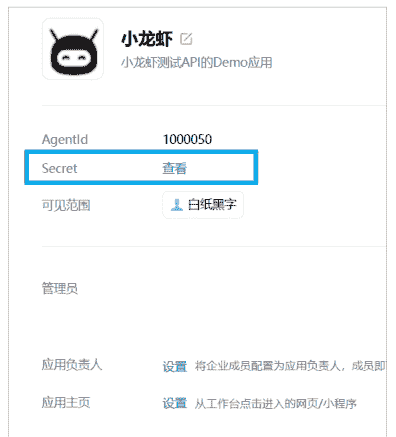 小龙虾
小龙虾测试API的Demo应用
AgentId 1000050
Secret 查看
可见范围 白纸黑字
管理员
应用负责人 设置 将企业成员配置为应用负责人，成员即
应用主页 设置 从工作台点击进入的网页/小程序